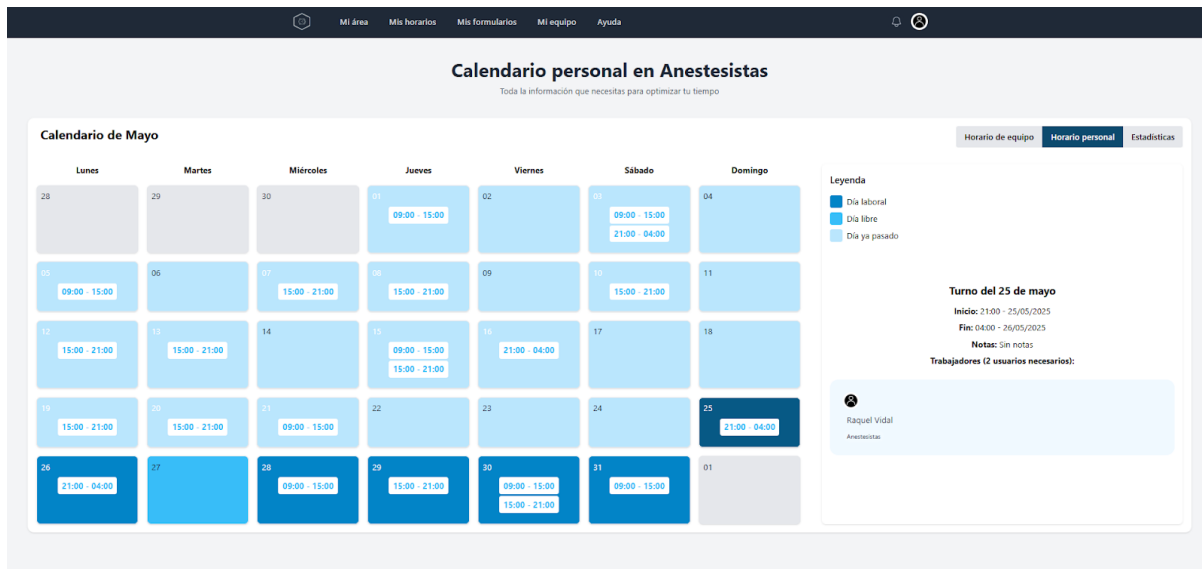 Mi área Mis horarios Mis formularios Mi equipo Ayuda
Calendario personal en Anestesistas
Toda la información que necesitas para optimizar tu tiempo
Calendario de Mayo
Horario de equipo Horario personal Estadísticas
Lunes Martes Miércoles Jueves Viernes Sábado Domingo
28 29 30 01 02 03 04
09:00 - 15:00 09:00 - 15:00
21:00 - 04:00
05 06 07 08 09 10 11
09:00 - 15:00 15:00 - 21:00 15:00 - 21:00 15:00 - 21:00
12 13 14 15 16 17 18
15:00 - 21:00 15:00 - 21:00 09:00 - 15:00 21:00 - 04:00
15:00 - 21:00
19 20 21 22 23 24 25
15:00 - 21:00 15:00 - 21:00 09:00 - 15:00 21:00 - 04:00
26 27 28 29 30 31 01
21:00 - 04:00 09:00 - 15:00 15:00 - 21:00 09:00 - 15:00 09:00 - 15:00
15:00 - 21:00
Leyenda
Día laboral
Día libre
Día ya pasado
Turno del 25 de mayo
Inicio: 21:00 - 25/05/2025
Fin: 04:00 - 26/05/2025
Notas: Sin notas
Trabajadores (2 usuarios necesarios):
Raquel Vidal
Anestesistas